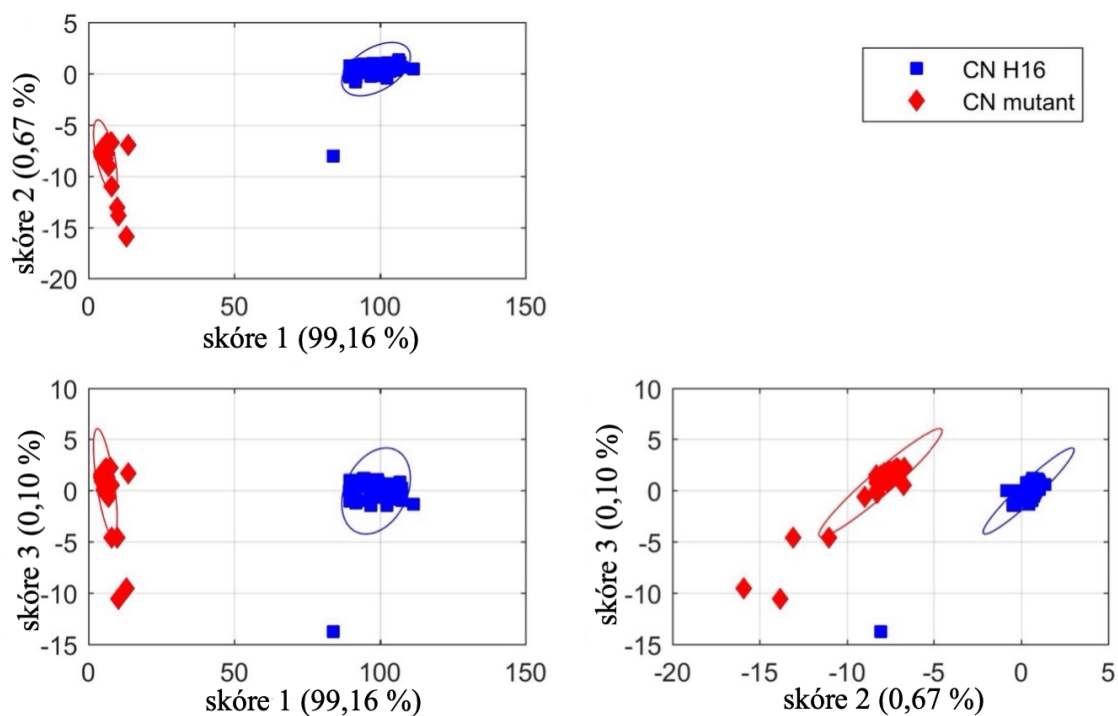 5
0
-5
-10
-15
-20
skóre 2 (0,67 %)
0 50 100 150
skóre 1 (99,16 %)
CN H16
CN mutant
10
5
0
-5
-10
-15
skóre 3 (0,10 %)
0 50 100 150
skóre 1 (99,16 %)
10
5
0
-5
-10
-15
skóre 3 (0,10 %)
-20 -15 -10 -5 0 5
skóre 2 (0,67 %)